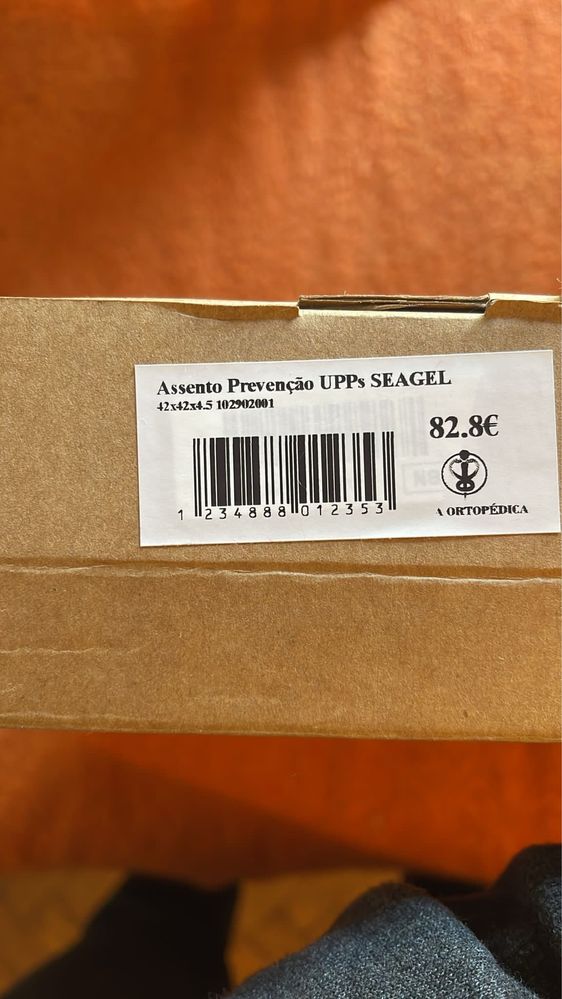 Assento Prevenção UPPs SEAGEL
42x42x4.5 102902001
82.8€
1 234888 012353
A ORTOPÉDICA